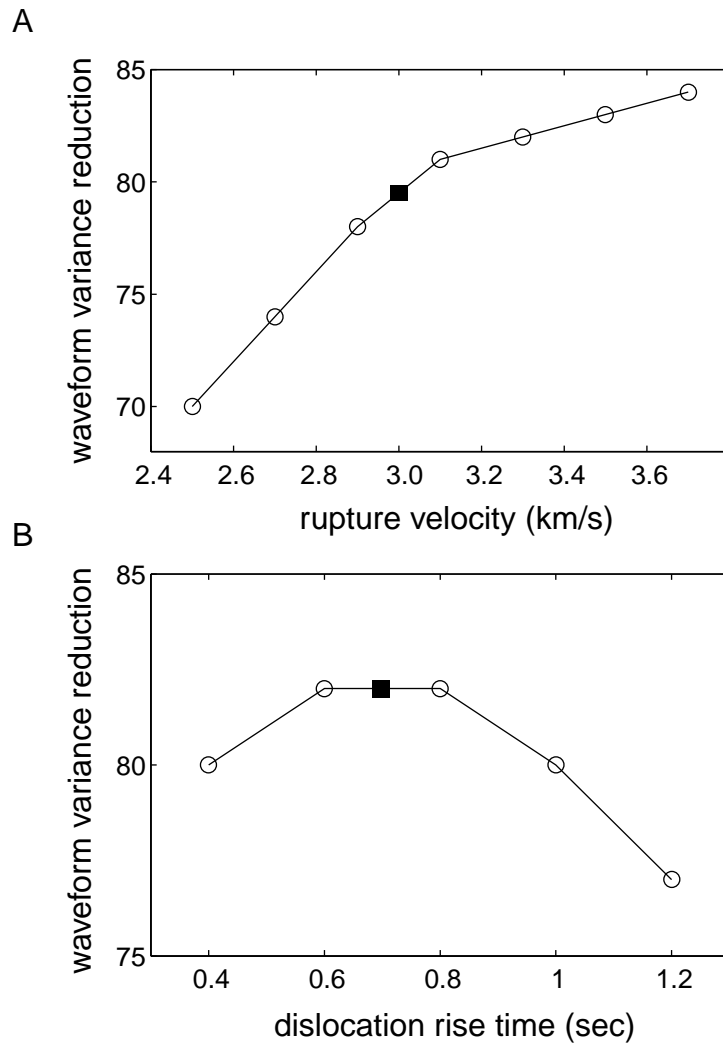 A
waveform variance reduction
85
80
75
70
2.4 2.6 2.8 3.0 3.2 3.4 3.6
rupture velocity (km/s)
B
waveform variance reduction
85
80
75
0.4 0.6 0.8 1 1.2
dislocation rise time (sec)